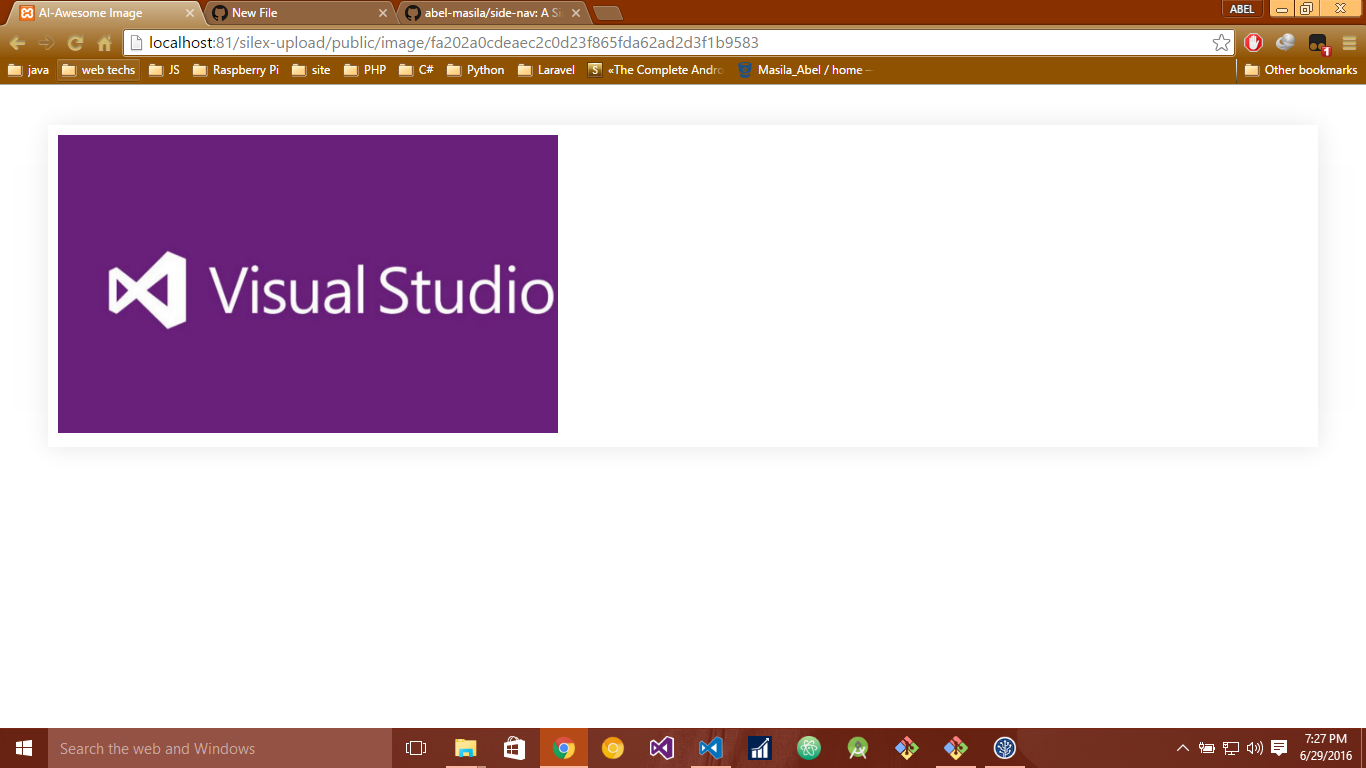 AI-Awesome Image
New File
abel-masila/side-nav: A Si
ABEL
localhost:81/silex-upload/public/image/fa202a0cdeaec2c0d23f865fda62ad2d3f1b9583
1
java
web techs
JS
Raspberry Pi
site
PHP
C#
Python
Laravel
S
«The Complete Andro
Masila_Abel / home —
Other bookmarks
Visual Studio
Search the web and Windows
7:27 PM
6/29/2016